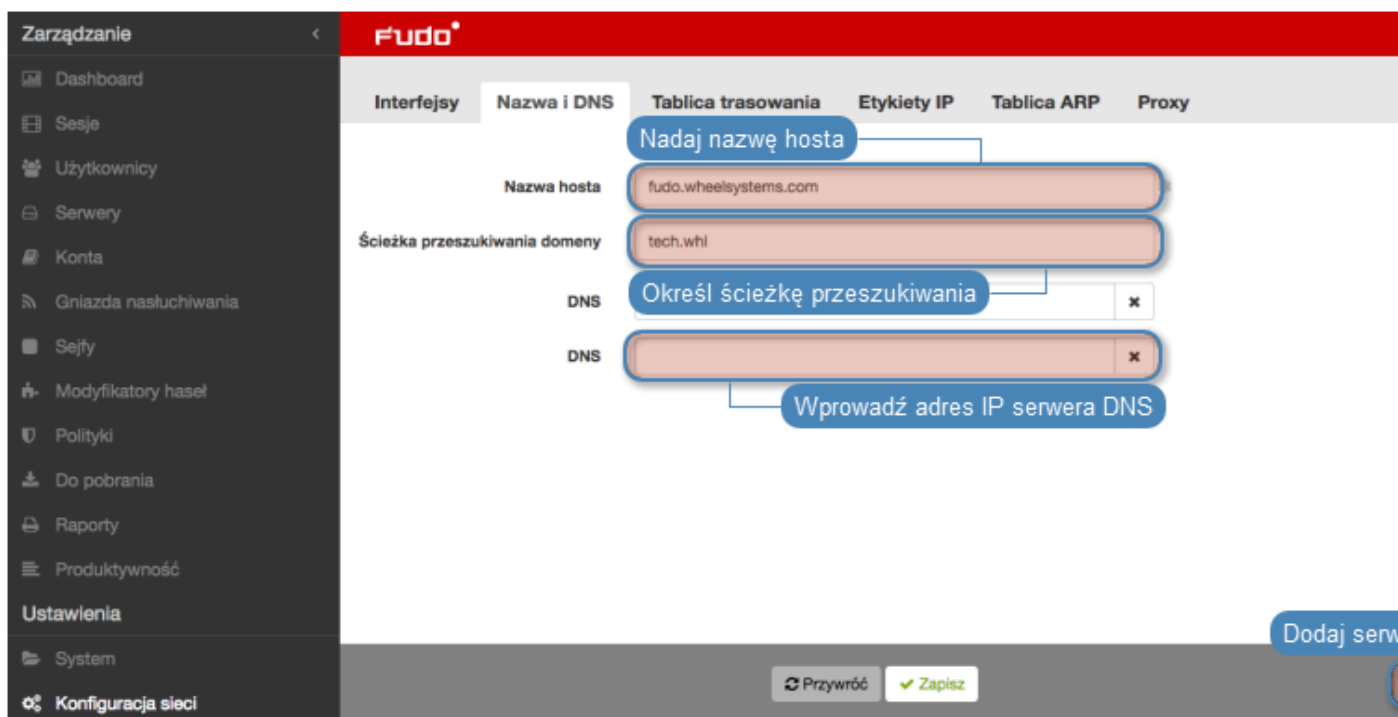 Zarządzanie
Fudo
Dashboard
Sesje
Użytkownicy
Serwery
Konta
Gniazda nasłuchiwania
Sejfy
Modyfikatory haseł
Polityki
Do pobrania
Raporty
Produktywność
Ustawienia
System
Konfiguracja sieci
Interfejsy Nazwa i DNS Tablica trasowania Etykiety IP Tablica ARP Proxy
Nadaj nazwę hosta
Nazwa hosta fudo.wheelsystems.com
Ścieżka przeszukiwania domeny tech.whl
Określ ścieżkę przeszukiwania
DNS
DNS
Wprowadź adres IP serwera DNS
Dodaj serw
Przywróć Zapisz